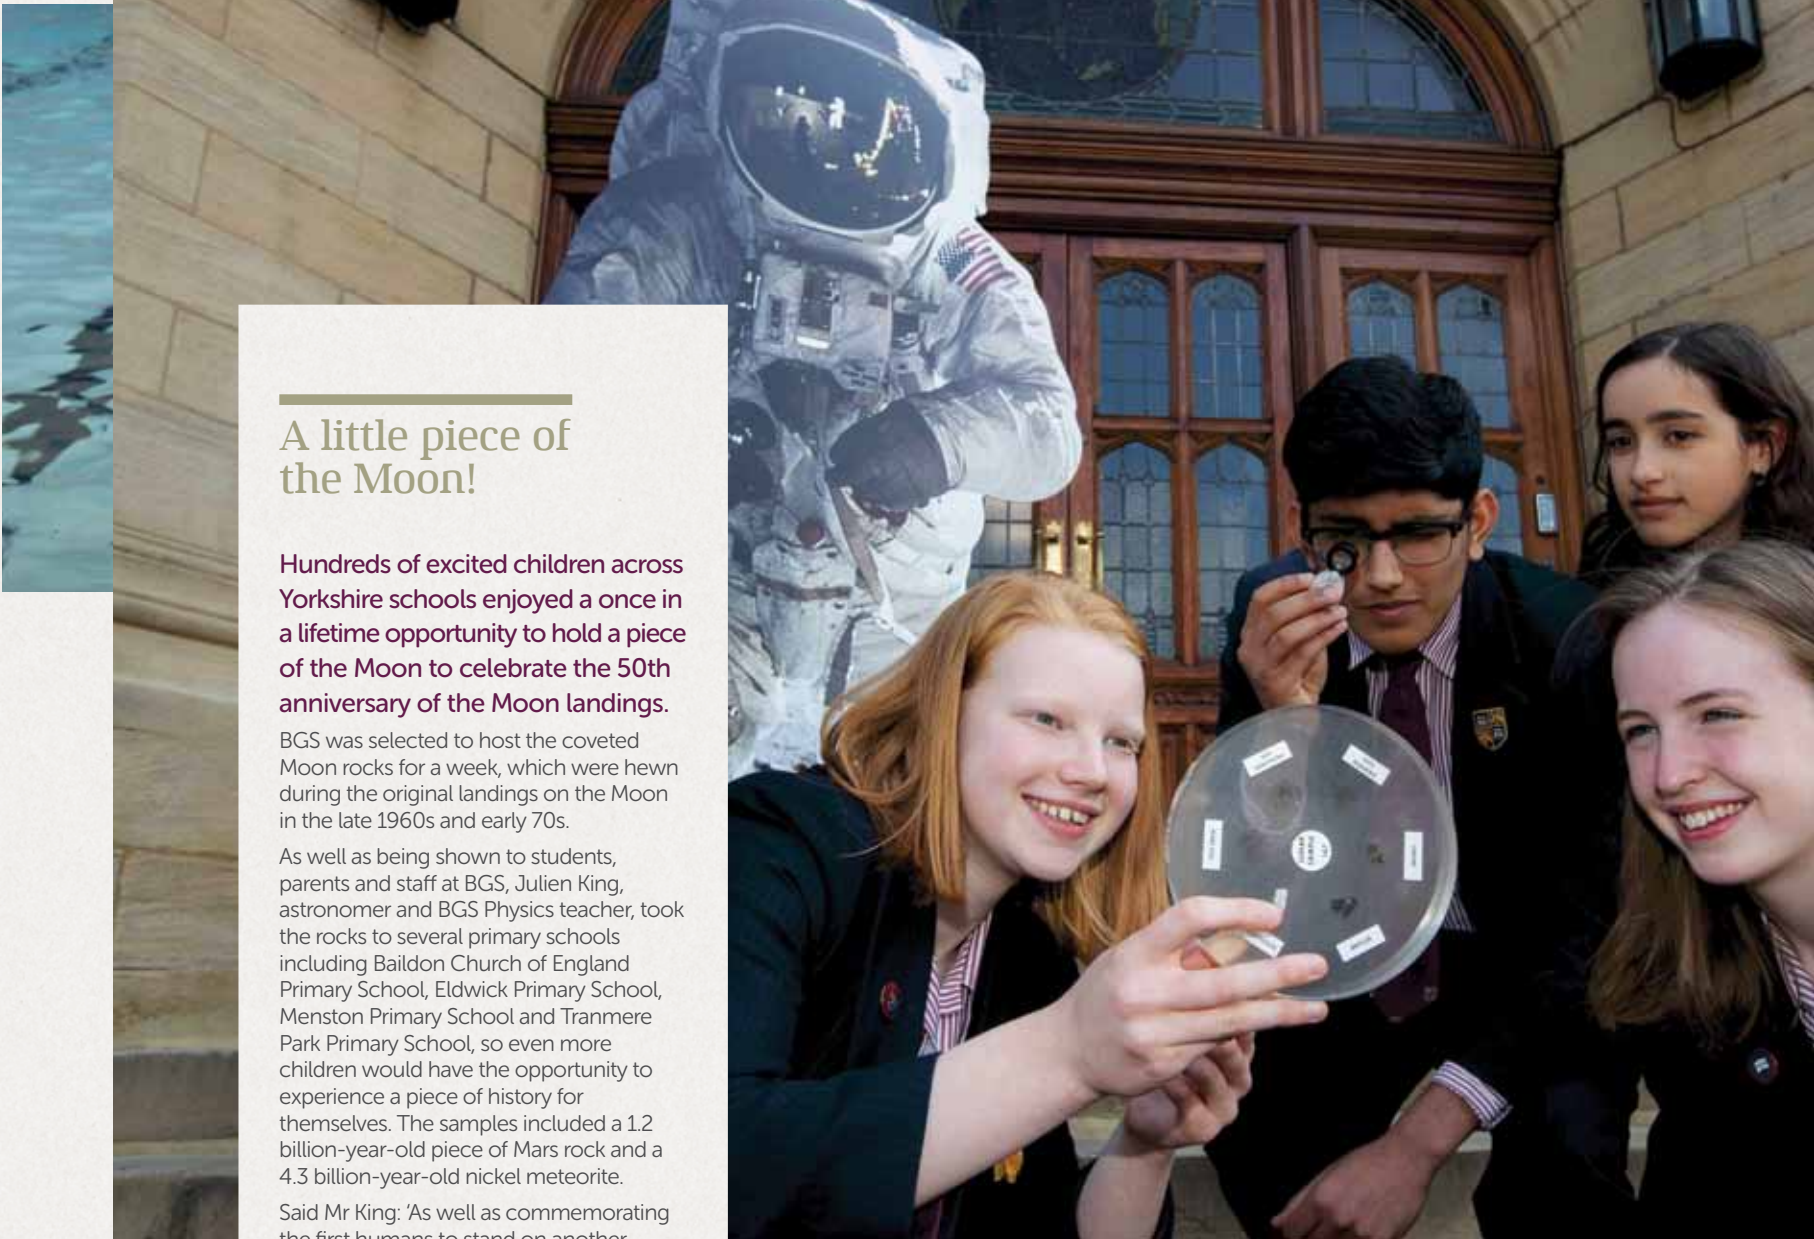 A little piece of
the Moon!
Hundreds of excited children across
Yorkshire schools enjoyed a once in
a lifetime opportunity to hold a piece
of the Moon to celebrate the 50th
anniversary of the Moon landings.
BGS was selected to host the coveted
Moon rocks for a week, which were hewn
during the original landings on the Moon
in the late 1960s and early 70s.
As well as being shown to students,
parents and staff at BGS, Julien King,
astronomer and BGS Physics teacher, took
the rocks to several primary schools
including Baildon Church of England
Primary School, Eldwick Primary School,
Menston Primary School and Tranmere
Park Primary School, so even more
children would have the opportunity to
experience a piece of history for
themselves. The samples included a 1.2
billion-year-old piece of Mars rock and a
4.3 billion-year-old nickel meteorite.
Said Mr King: ‘As well as commemorating
the first humans to stand on another